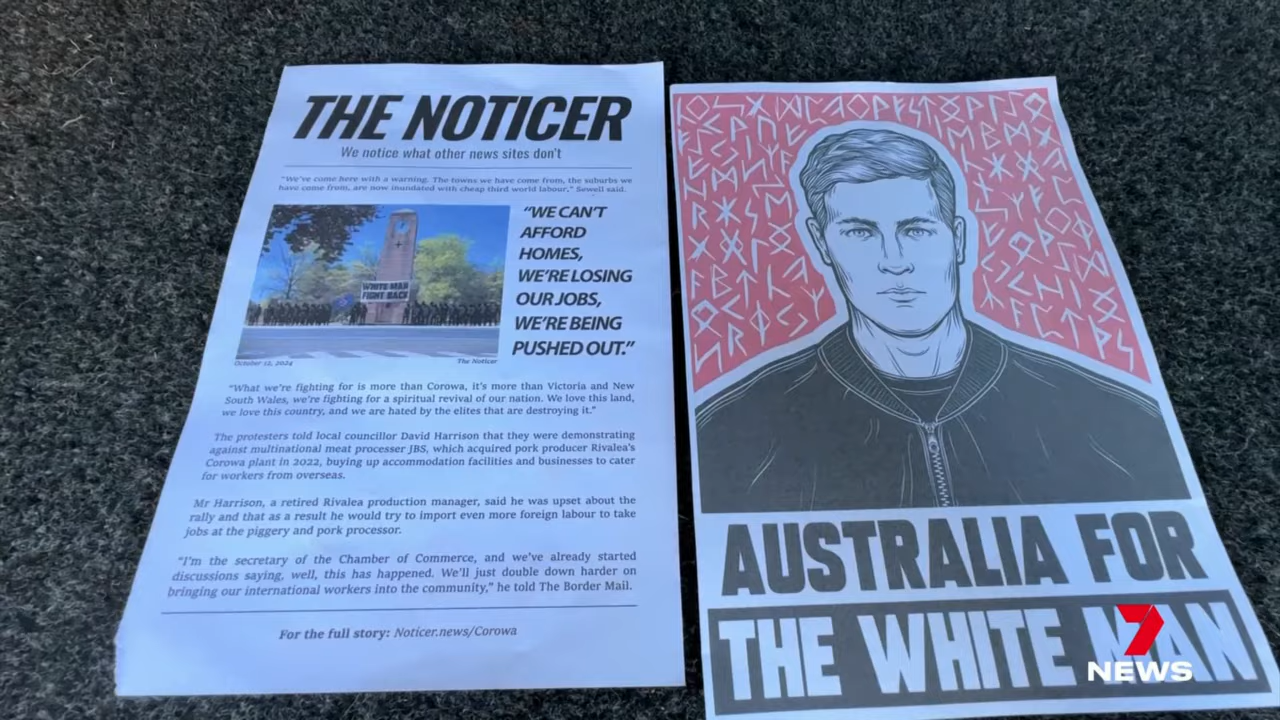 THE NOTICER
We notice what other news sites don't
"We've come here with a warning. The towns we have come from, the suburbs we
have come from, are now inundated with cheap third world labour," Sewell said.
WHITE MAN
FIGHT BACK
October 12, 2024
The Noticer
"WE CAN'T
AFFORD
HOMES,
WE'RE LOSING
OUR JOBS,
WE'RE BEING
PUSHED OUT."
"What we're fighting for is more than Corowa, it's more than Victoria and New
South Wales, we're fighting for a spiritual revival of our nation. We love this land,
we love this country, and we are hated by the elites that are destroying it."
The protesters told local councillor David Harrison that they were demonstrating
against multinational meat processer JBS, which acquired pork producer Rivalea's
Corowa plant in 2022, buying up accommodation facilities and businesses to cater
for workers from overseas.
Mr Harrison, a retired Rivalea production manager, said he was upset about the
rally and that as a result he would try to import even more foreign labour to take
jobs at the piggery and pork processor.
"I'm the secretary of the Chamber of Commerce, and we've already started
discussions saying, well, this has happened. We'll just double down harder on
bringing our international workers into the community," he told The Border Mail.
For the full story: Noticer.news/Corowa
AUSTRALIA FOR
THE WHITE MAN
7
NEWS